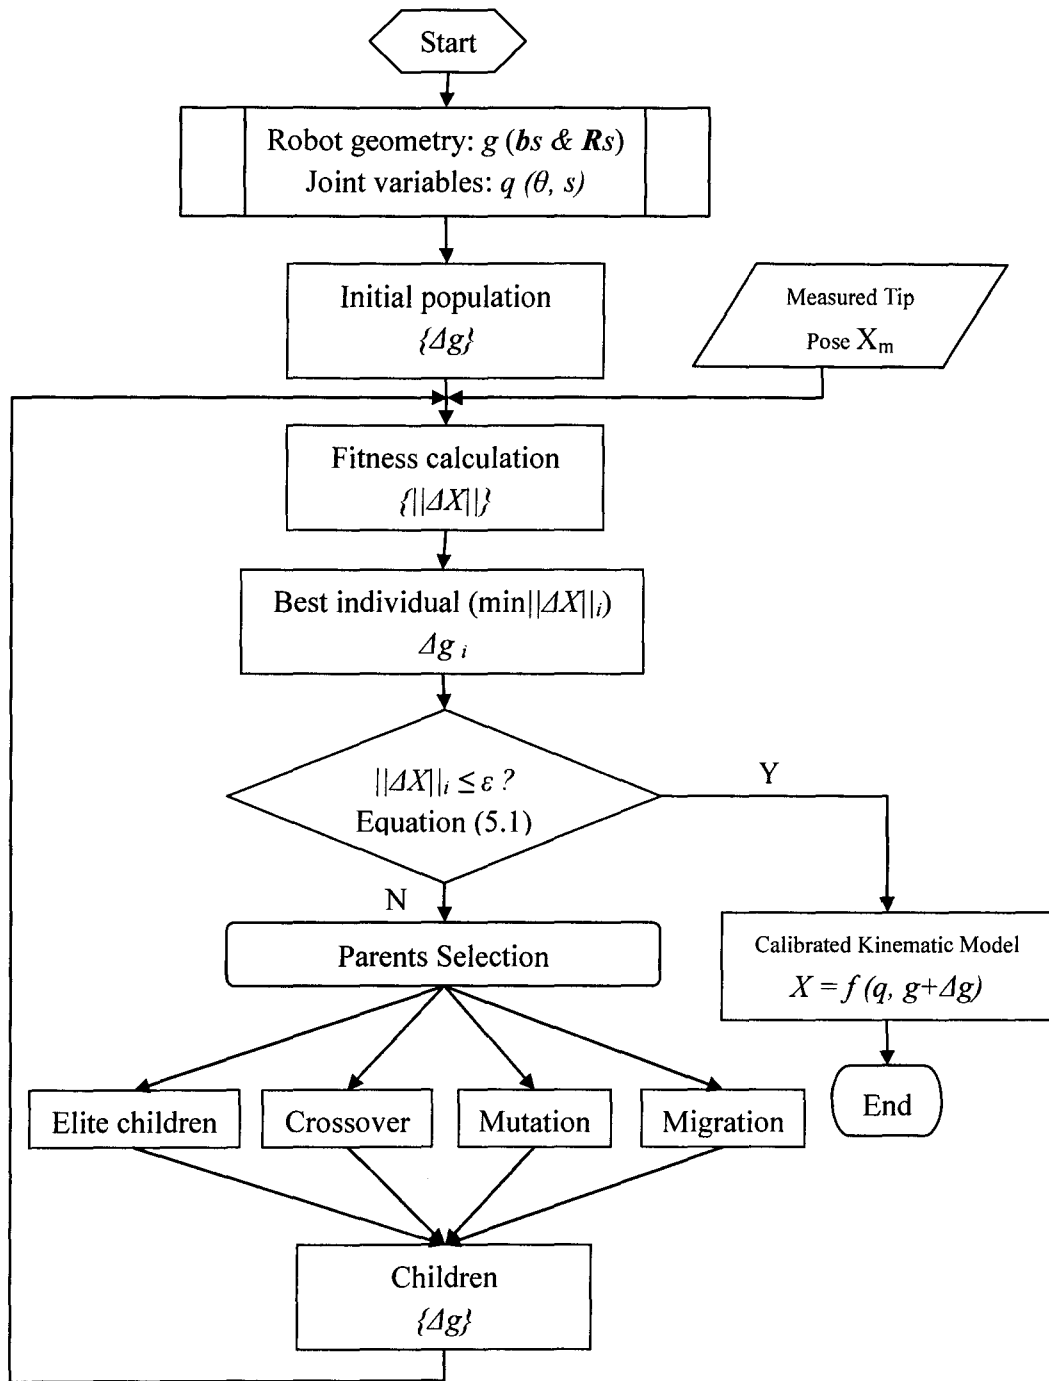 Start
Robot geometry: g (bs & Rs)
Joint variables: q (θ, s)
Initial population
{Δg}
Measured Tip
Pose Xm
Fitness calculation
{||ΔX||}
Best individual (min||ΔX||i)
Δg i
||ΔX||i ≤ ε ?
Equation (5.1)
Y
N
Parents Selection
Calibrated Kinematic Model
X = f (q, g+Δg)
Elite children
Crossover
Mutation
Migration
End
Children
{Δg}